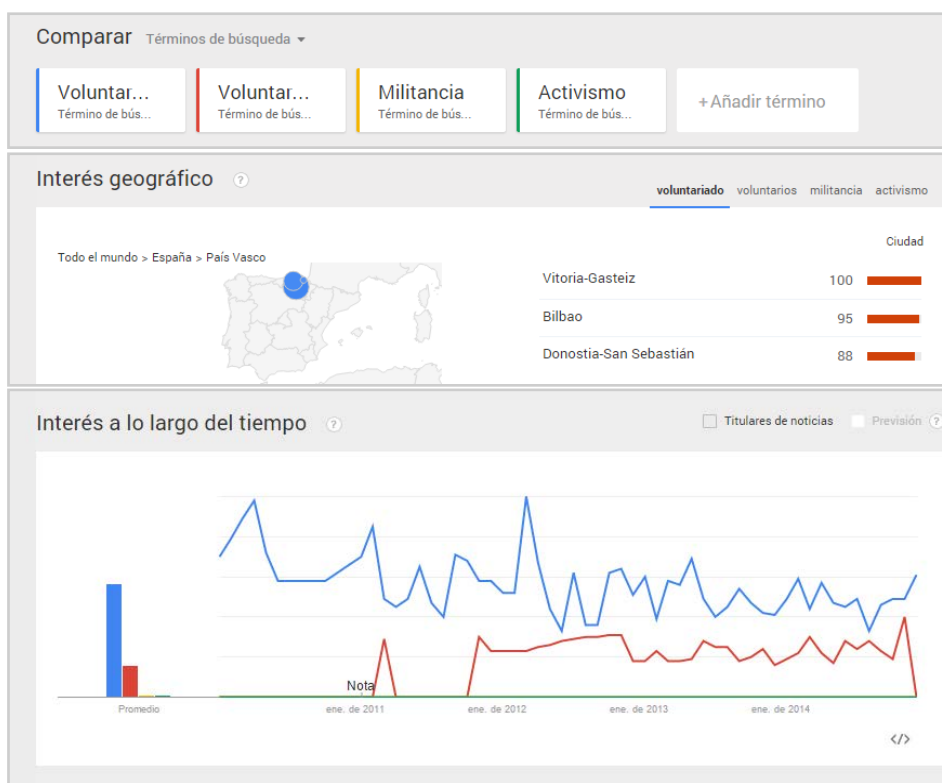 Comparar Términos de búsqueda
Voluntar... Voluntar... Militancia Activismo +Añadir término
Término de bús... Término de bús... Término de bús... Término de bús...
Interés geográfico ?
voluntariado voluntarios militancia activismo
Ciudad
Todo el mundo > España > País Vasco
Vitoria-Gasteiz 100
Bilbao 95
Donostia-San Sebastián 88
Interés a lo largo del tiempo ?
Titulares de noticias Previsión ?
Nota
Promedio ene. de 2011 ene. de 2012 ene. de 2013 ene. de 2014
</>